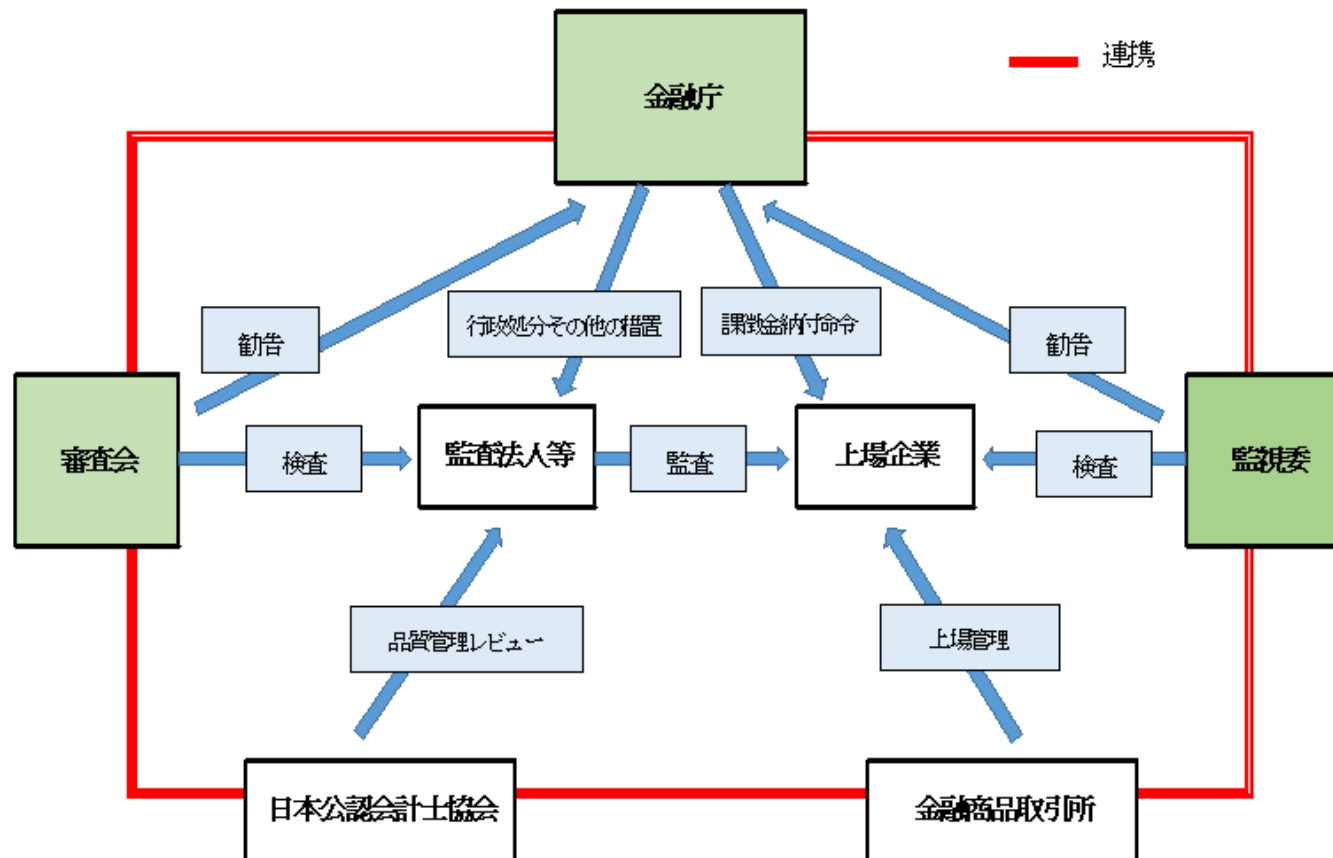 連携
金融庁
勧告
行政処分その他の措置
課徴金納付命令
勧告
審査会
検査
監査法人等
監査
上場企業
検査
監視委
品質管理レビュー
上場管理
日本公認会計士協会
金融商品取引所